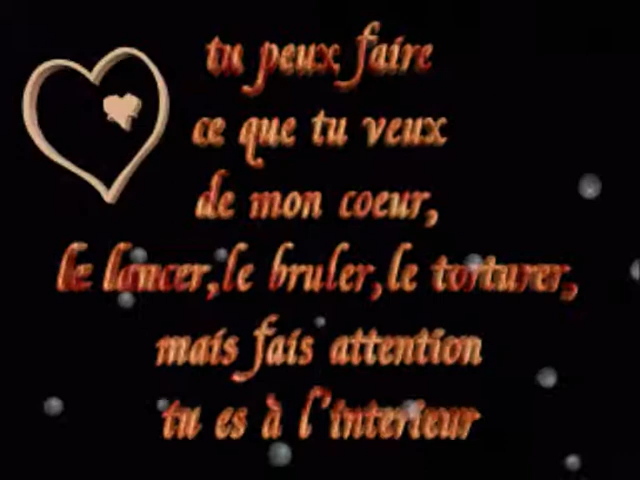 tu peux faire
ce que tu veux
de mon coeur,
le lancer,le bruler,le torturer,
mais fais attention
tu es à l'interieur